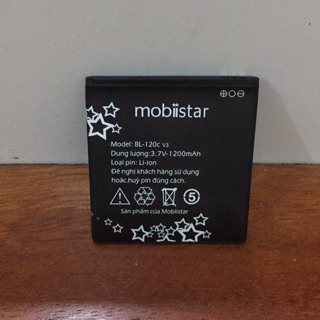 mobiistar
Model: BL-120c v3
Dung lượng:3.7V-1200mAh
Loại pin: Li-ion
Đề nghị khách hàng sử dụng
hoặc,huỷ pin đúng cách.
5
Sản phẩm của Mobiistar